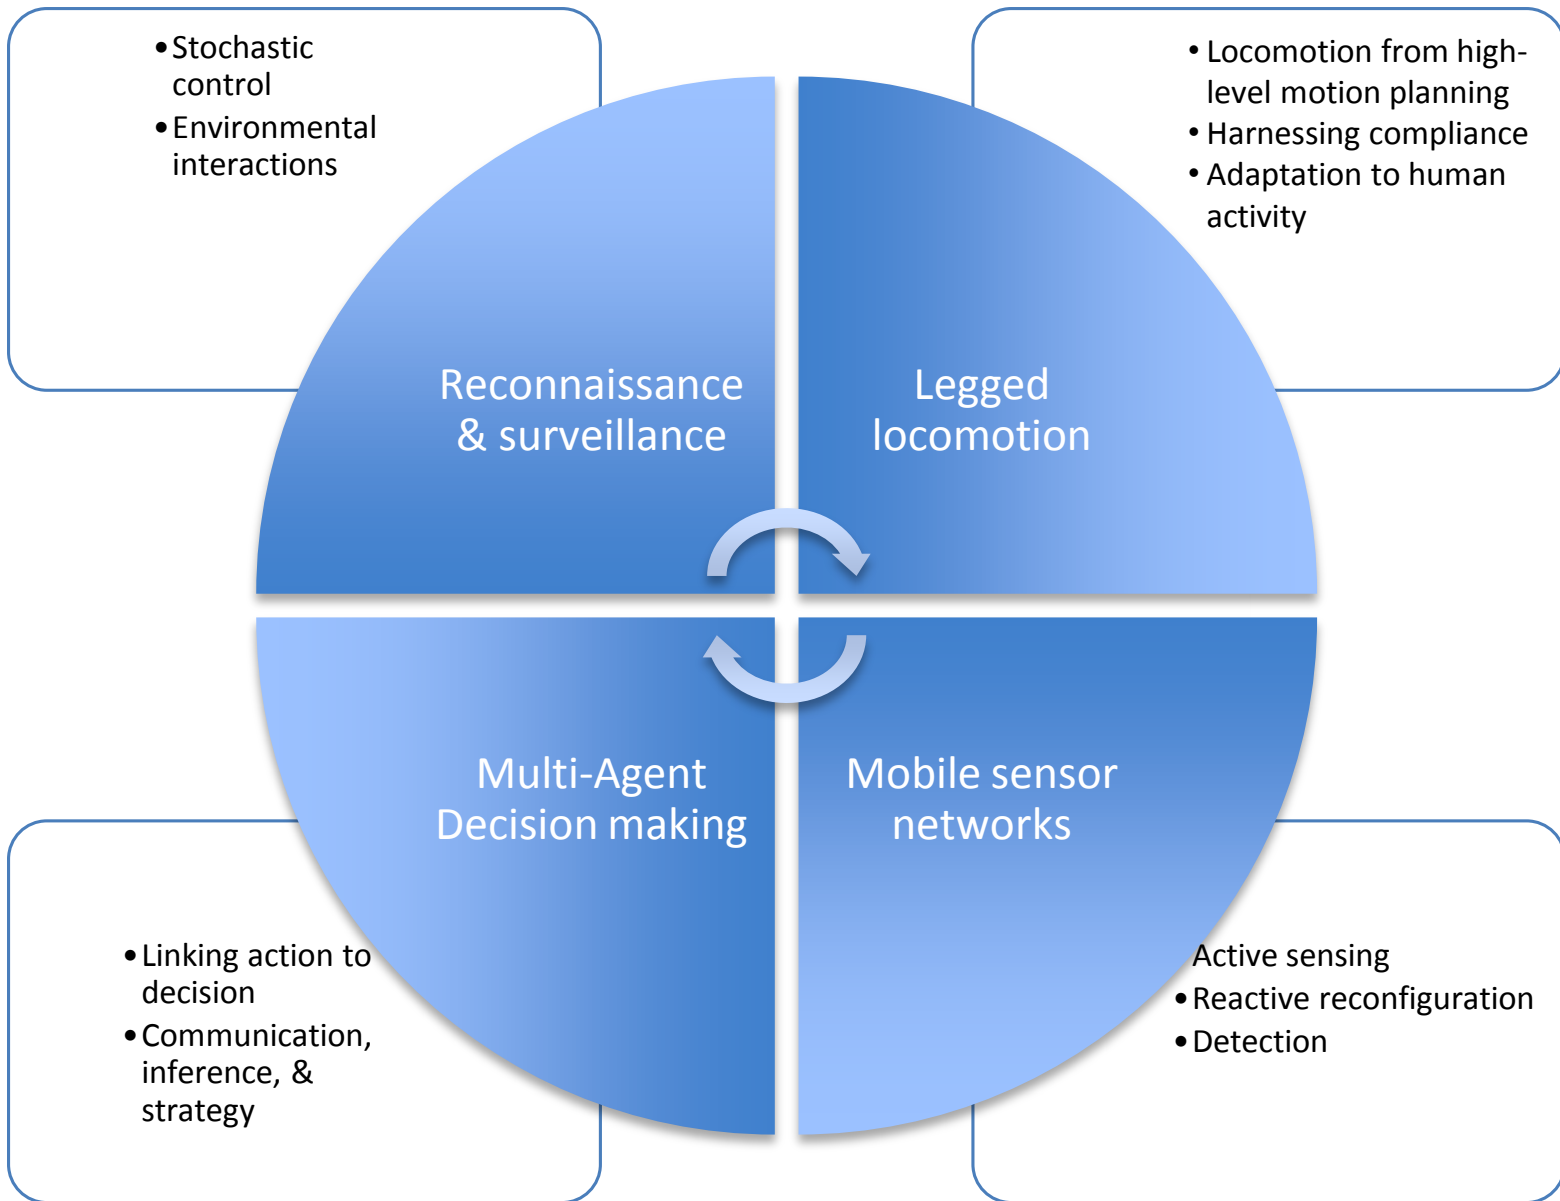 •Stochastic
control
•Environmental
interactions
• Locomotion from high-
level motion planning
• Harnessing compliance
• Adaptation to human
activity
Reconnaissance
& surveillance
Legged
locomotion
Multi-Agent
Decision making
Mobile sensor
networks
•Linking action to
decision
•Communication,
inference, &
strategy
Active sensing
•Reactive reconfiguration
•Detection